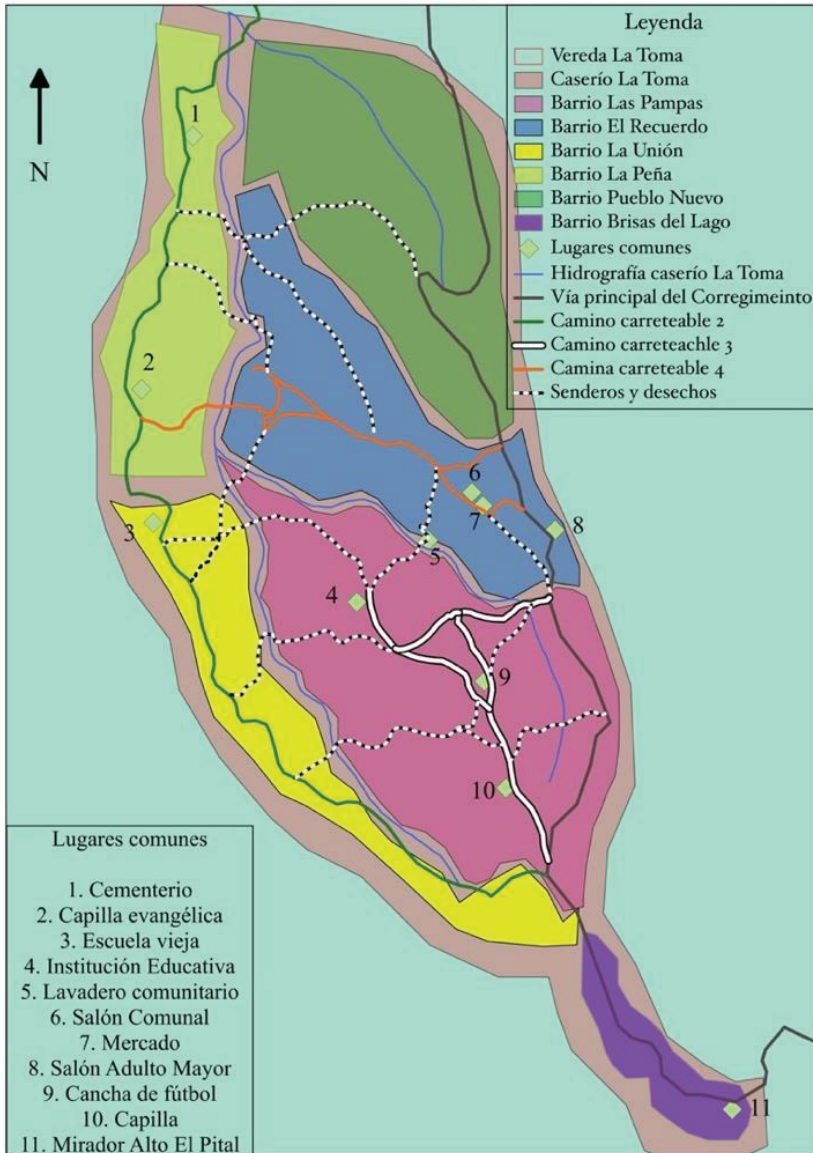 Leyenda
Vereda La Toma
Caserío La Toma
Barrio Las Pampas
Barrio El Recuerdo
Barrio La Unión
Barrio La Peña
Barrio Pueblo Nuevo
Barrio Brisas del Lago
Lugares comunes
Hidrografía caserío La Toma
Vía principal del Corregimeinto
Camino carreteable 2
Camino carreteachle 3
Camina carreteable 4
Senderos y desechos
N
1
2
3
4
5
6
7
8
9
10
11
Lugares comunes
1. Cementerio
2. Capilla evangélica
3. Escuela vieja
4. Institución Educativa
5. Lavadero comunitario
6. Salón Comunal
7. Mercado
8. Salón Adulto Mayor
9. Cancha de fútbol
10. Capilla
11. Mirador Alto El Pital